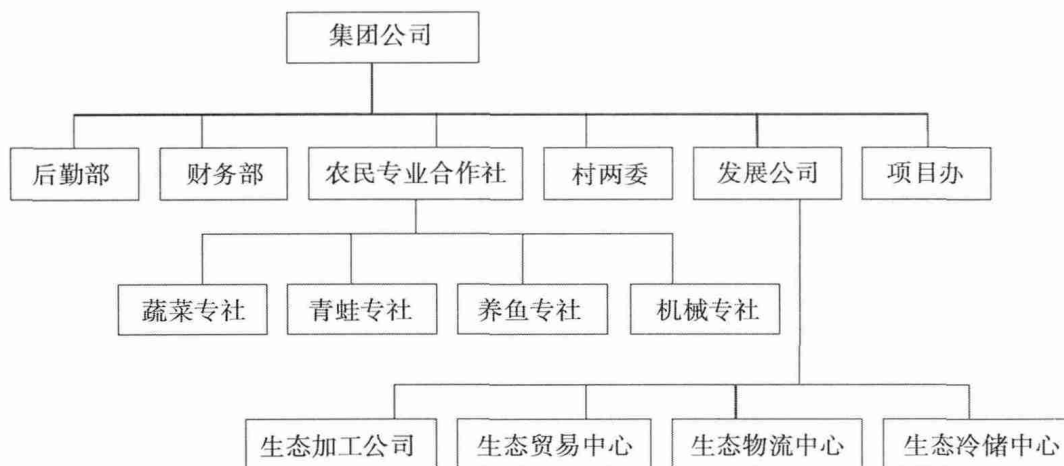 集团公司
后勤部
财务部
农民专业合作社
村两委
发展公司
项目办
蔬菜专社
青蛙专社
养鱼专社
机械专社
生态加工公司
生态贸易中心
生态物流中心
生态冷储中心